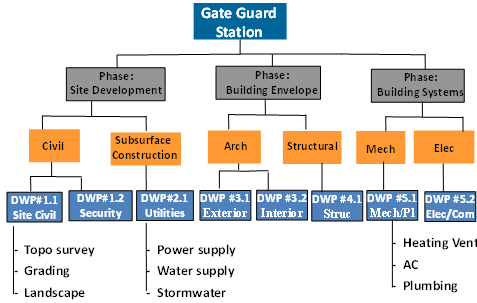 Gate Guard
Station
Phase:
Site Development
Phase:
Building Envelope
Phase:
Building Systems
Civil
Subsurface
Construction
Arch
Structural
Mech
Elec
DWP#1.1
Site Civil
DWP#1.2
Security
DWP#2.1
Utilities
DWP #3.1
Exterior
DWP #3.2
Interior
DWP #4.1
Struc
DWP #5.1
Mech/Pl
DWP #5.2
Elec/Com
- Topo survey
- Grading
- Landscape
- Power supply
- Water supply
- Stormwater
- Heating Vent
- AC
- Plumbing